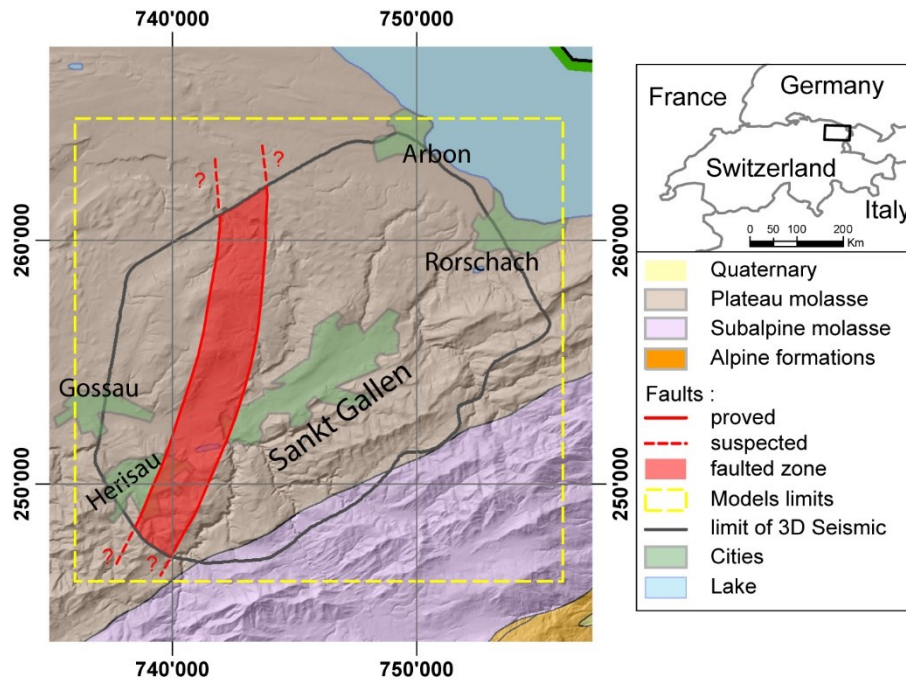 740'000
750'000
260'000
250'000
?
?
Arbon
Rorschach
Gossau
Sankt Gallen
Herisau
?
?
260'000
250'000
740'000
750'000
France
Germany
Switzerland
Italy
0 50 100 200
Km
Quaternary
Plateau molasse
Subalpine molasse
Alpine formations
Faults :
proved
suspected
faulted zone
Models limits
limit of 3D Seismic
Cities
Lake